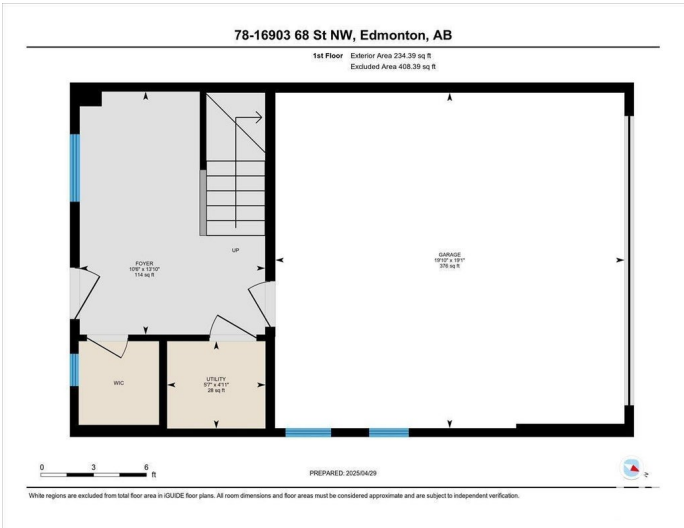 78-16903 68 St NW, Edmonton, AB
1st Floor Exterior Area 234.39 sq ft
Excluded Area 408.39 sq ft
UP
FOYER
10'6" x 13'10"
114 sq ft
GARAGE
19'10" x 19'1"
376 sq ft
WIC
UTILITY
5'7" x 4'11"
28 sq ft
0 3 6
ft
PREPARED: 2025/04/29
N
White regions are excluded from total floor area in iGUIDE floor plans. All room dimensions and floor areas must be considered approximate and are subject to independent verification.